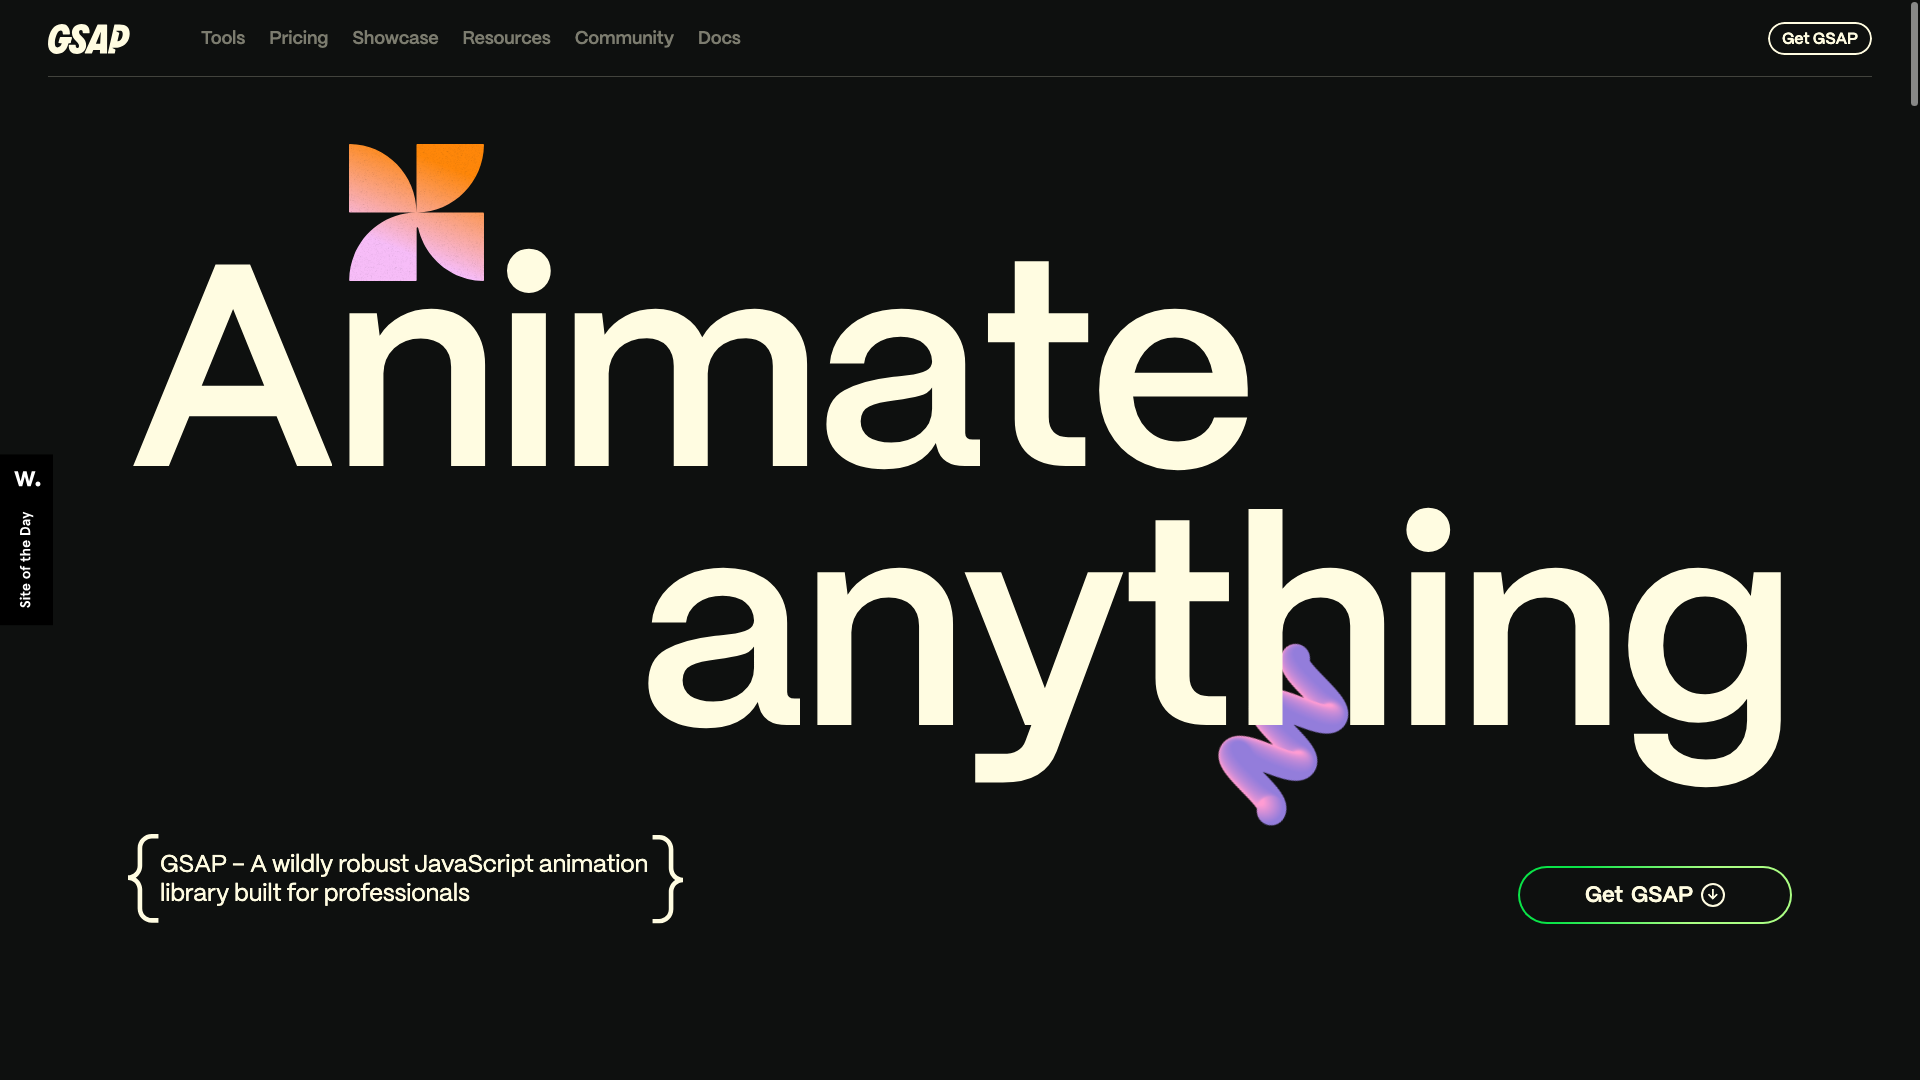 GSAP
Tools
Pricing
Showcase
Resources
Community
Docs
Get GSAP
Animate
anything
W.
Site of the Day
{ GSAP – A wildly robust JavaScript animation
library built for professionals }
Get GSAP